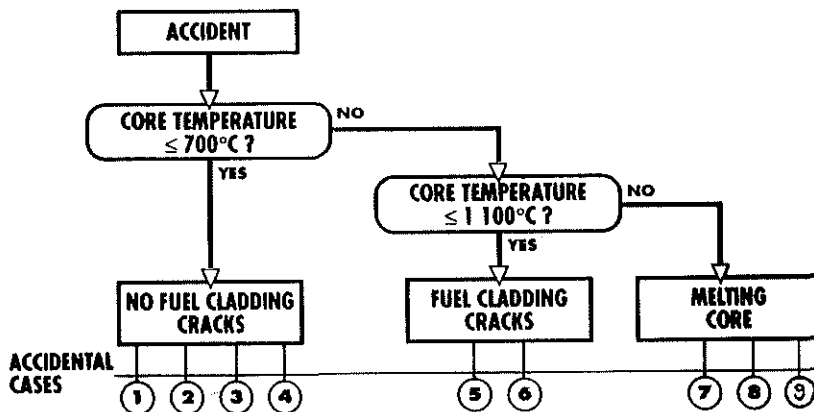 ACCIDENT
CORE TEMPERATURE
≤ 700°C ?
NO
YES
CORE TEMPERATURE
≤ 1 100°C ?
NO
YES
NO FUEL CLADDING
CRACKS
FUEL CLADDING
CRACKS
MELTING
CORE
ACCIDENTAL
CASES
1 2 3 4 5 6 7 8 9